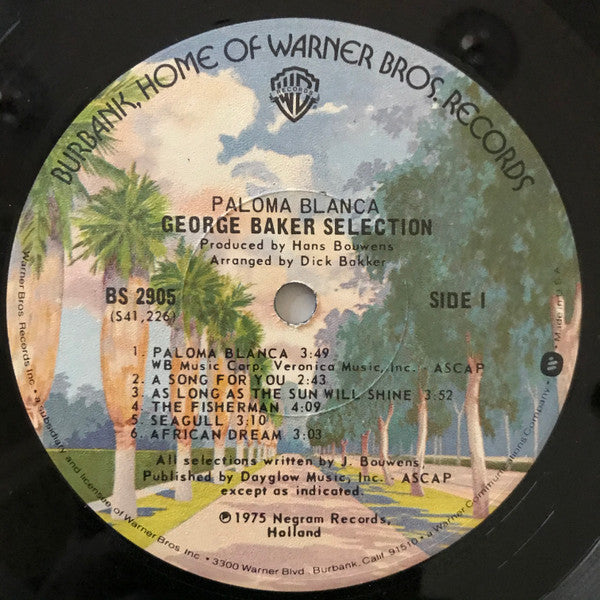 BURBANK, HOME OF WARNER BROS. RECORDS
RECORDS
PALOMA BLANCA
GEORGE BAKER SELECTION
Produced by Hans Bouwens
Arranged by Dick Bakker
BS 2905
(S41,226)
SIDE 1
1. PALOMA BLANCA 3:49
WB Music Corp. Veronica Music, Inc. - ASCAP
2. A SONG FOR YOU 2:43
3. AS LONG AS THE SUN WILL SHINE 3:52
4. THE FISHERMAN 4:09
5. SEAGULL 3:10
6. AFRICAN DREAM 3:03
All selections written by J. Bouwens,
Published by Dayglow Music, Inc. - ASCAP
except as indicated.
℗1975 Negram Records,
Holland
Warner Bros. Records Inc. • a subsidiary and licensee of Warner Bros. Inc. • 3300 Warner Blvd., Burbank, Calif. 91510 • a Warner Communications Company • Made in U.S.A.